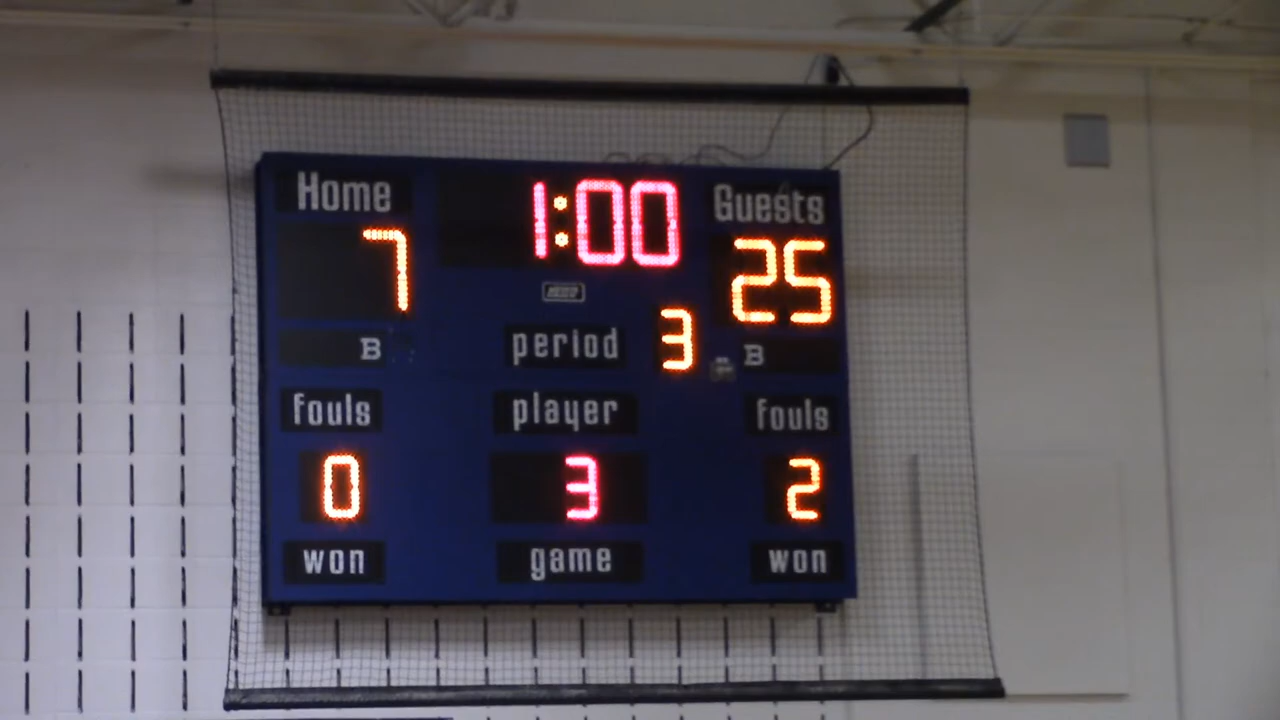 Home 1:00 Guests
7 25
period 3
B B
fouls player fouls
0 3 2
won game won